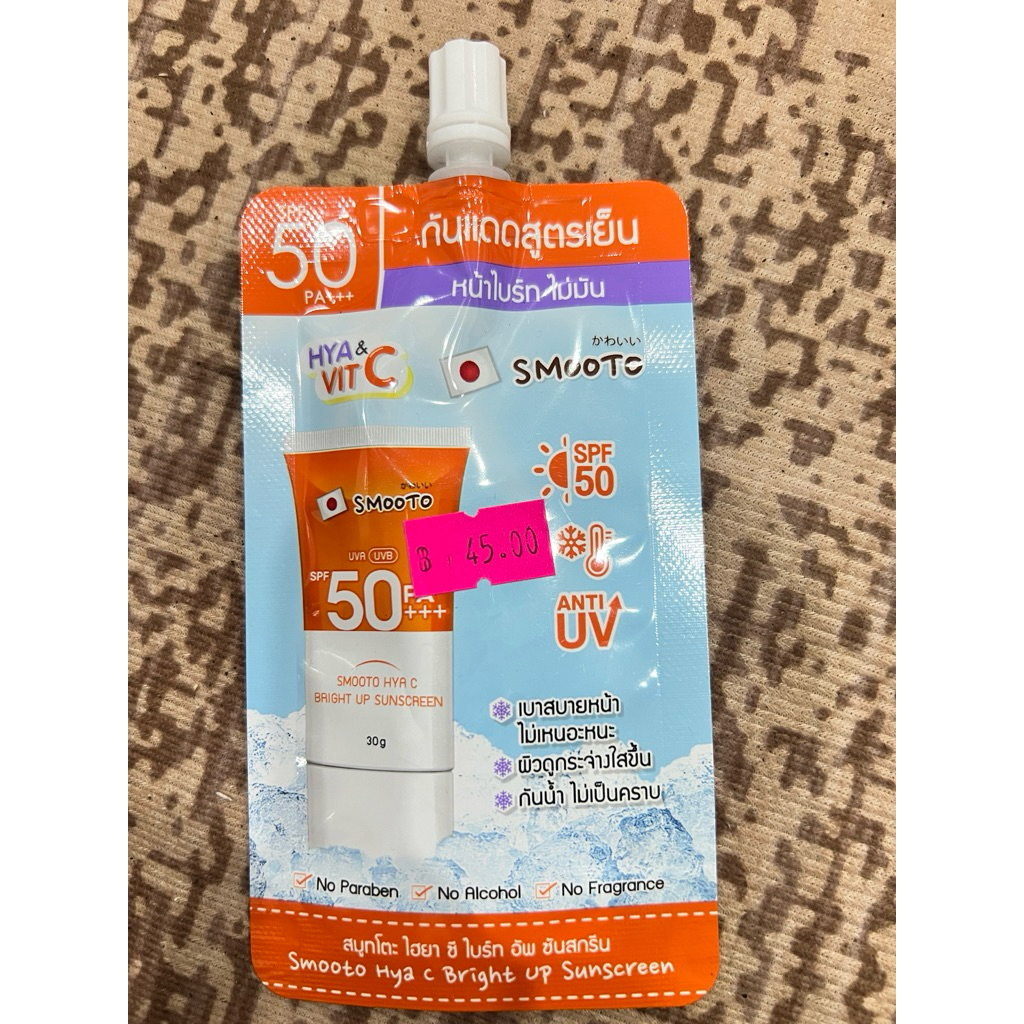 SPF
50
PA+++
กันแดดสูตรเย็น
หน้าไบร์ท ไม่มัน
HYA &
VIT C
かわいい
SMOOTO
SPF
50
かわいい
SMOOTO
UVA UVB
SPF 50 PA
+++
฿ 45.00
ANTI
UV
SMOOTO HYA C
BRIGHT UP SUNSCREEN
30g
เบาสบายหน้า
ไม่เหนอะหนะ
ผิวดูกระจ่างใสขึ้น
กันน้ำ ไม่เป็นคราบ
No Paraben No Alcohol No Fragrance
สมูทโตะ ไฮยา ซี ไบร์ท อัพ ซันสกรีน
Smooto Hya C Bright Up Sunscreen